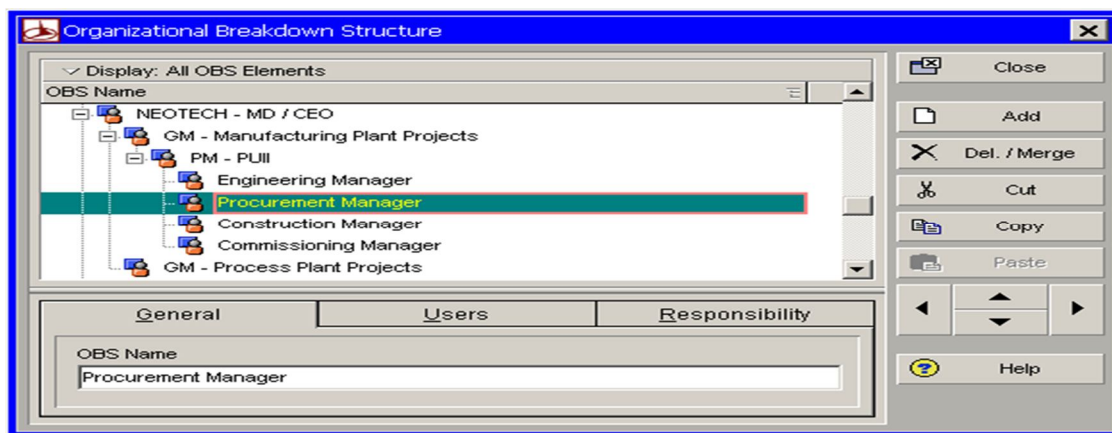 Organizational Breakdown Structure
Display: All OBS Elements
OBS Name
NEOTECH - MD / CEO
GM - Manufacturing Plant Projects
PM - PUII
Engineering Manager
Procurement Manager
Construction Manager
Commissioning Manager
GM - Process Plant Projects
General Users Responsibility
OBS Name
Procurement Manager
Close
Add
Del. / Merge
Cut
Copy
Paste
Help